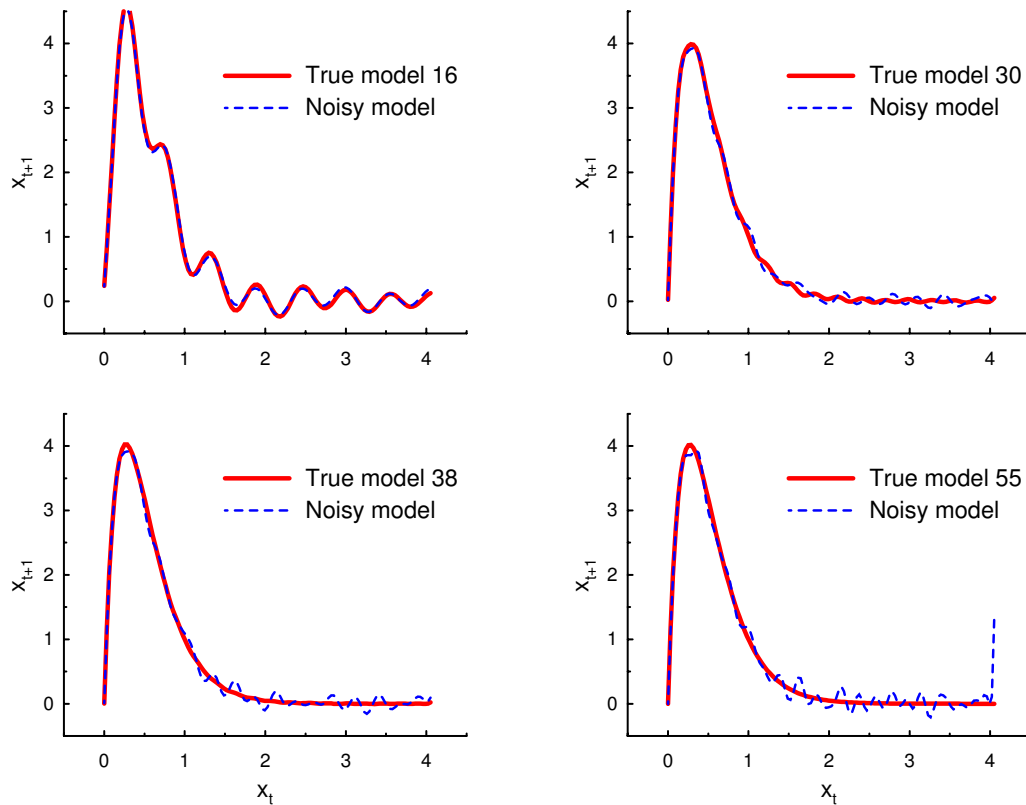 4
3
2
1
0
x_{t+1}
True model 16
Noisy model
0 1 2 3 4
4
3
2
1
0
x_{t+1}
True model 30
Noisy model
0 1 2 3 4
4
3
2
1
0
x_{t+1}
True model 38
Noisy model
0 1 2 3 4
x_t
4
3
2
1
0
x_{t+1}
True model 55
Noisy model
0 1 2 3 4
x_t